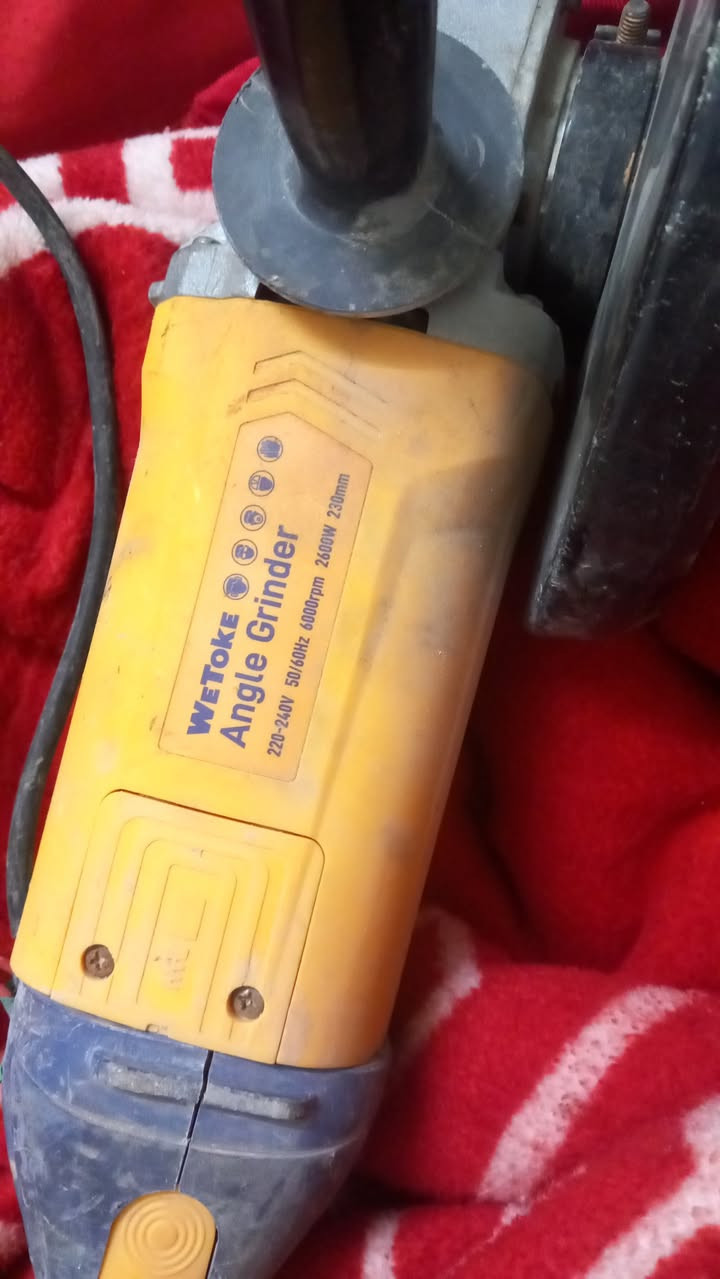 WETOKE
Angle Grinder
220-240V 50/60Hz 6000rpm 2600W 230mm